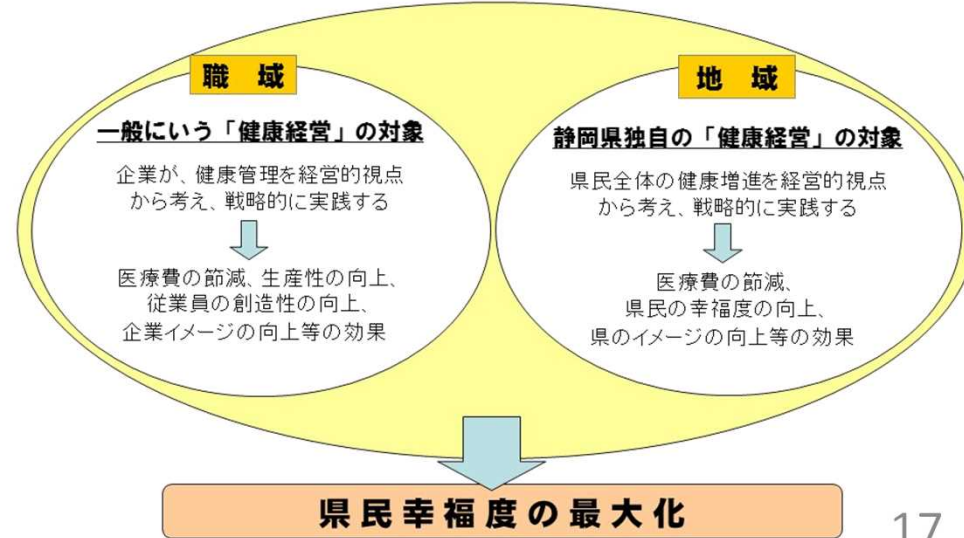 職 域
一般にいう「健康経営」の対象
企業が、健康管理を経営的視点
から考え、戦略的に実践する
医療費の節減、生産性の向上、
従業員の創造性の向上、
企業イメージの向上等の効果
地 域
静岡県独自の「健康経営」の対象
県民全体の健康増進を経営的視点
から考え、戦略的に実践する
医療費の節減、
県民の幸福度の向上、
県のイメージの向上等の効果
県民幸福度の最大化
17